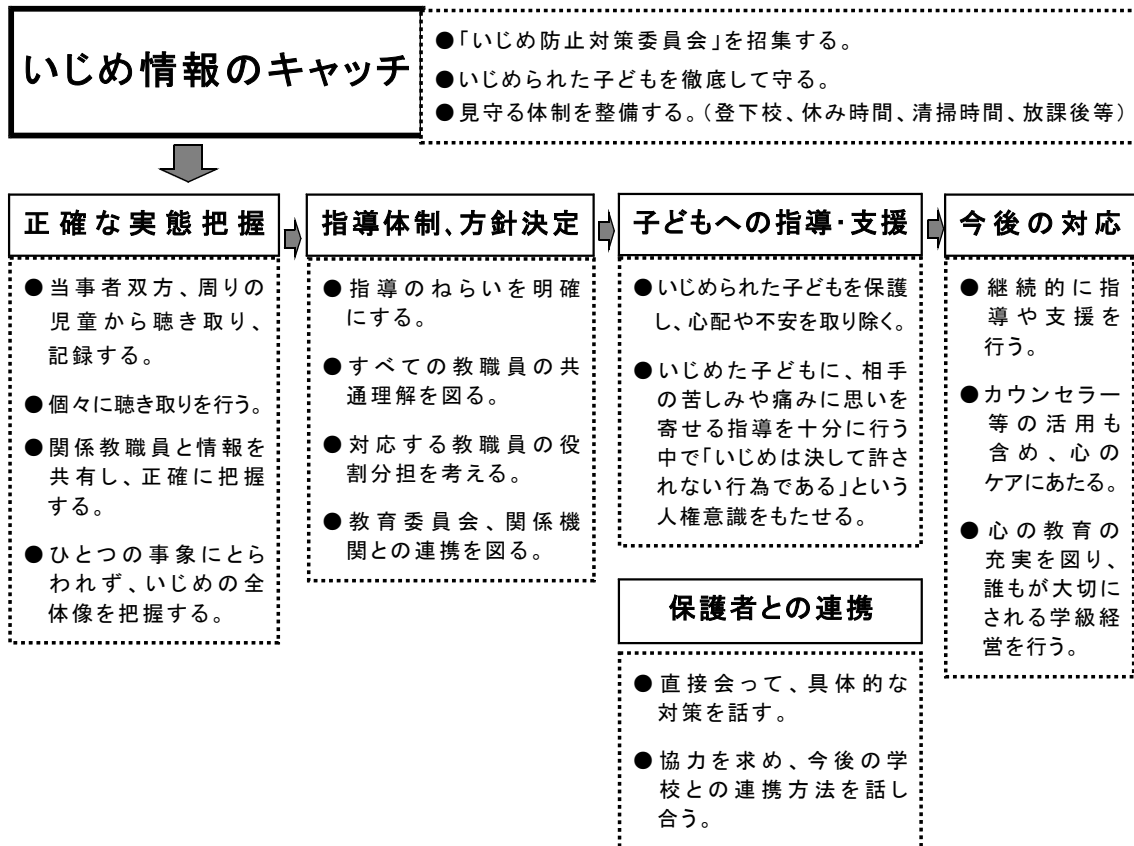 いじめ情報のキャッチ
●「いじめ防止対策委員会」を招集する。
●いじめられた子どもを徹底して守る。
●見守る体制を整備する。（登下校、休み時間、清掃時間、放課後等）
正確な実態把握
●当事者双方、周りの
児童から聴き取り、
記録する。
●個々に聴き取りを行う。
●関係教職員と情報を
共有し、正確に把握
する。
●ひとつの事象にとら
われず、いじめの全
体像を把握する。
指導体制、方針決定
●指導のねらいを明確
にする。
●すべての教職員の共
通理解を図る。
●対応する教職員の役
割分担を考える。
●教育委員会、関係機
関との連携を図る。
子どもへの指導・支援
●いじめられた子どもを保護
し、心配や不安を取り除く。
●いじめた子どもに、相手
の苦しみや痛みに思いを
寄せる指導を十分に行う
中で「いじめは決して許さ
れない行為である」という
人権意識をもたせる。
保護者との連携
●直接会って、具体的な
対策を話す。
●協力を求め、今後の学
校との連携方法を話し
合う。
今後の対応
●継続的に指
導や支援を
行う。
●カウンセラー
等の活用も
含め、心の
ケアにあたる。
●心の教育の
充実を図り、
誰もが大切に
される学級経
営を行う。